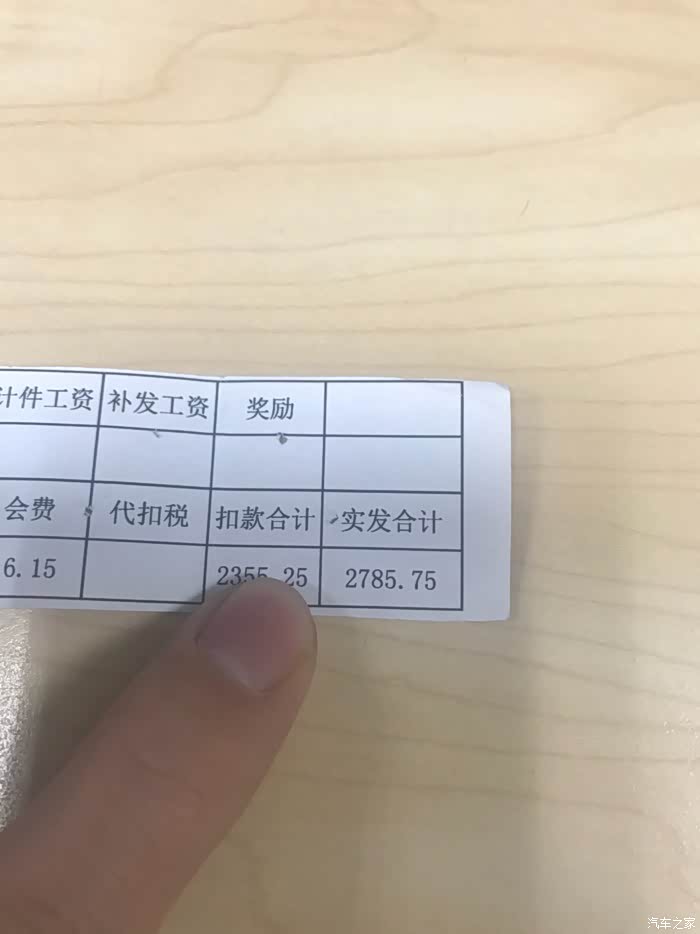 计件工资 补发工资 奖励
会费 代扣税 扣款合计 实发合计
6.15 2355.25 2785.75
汽车之家